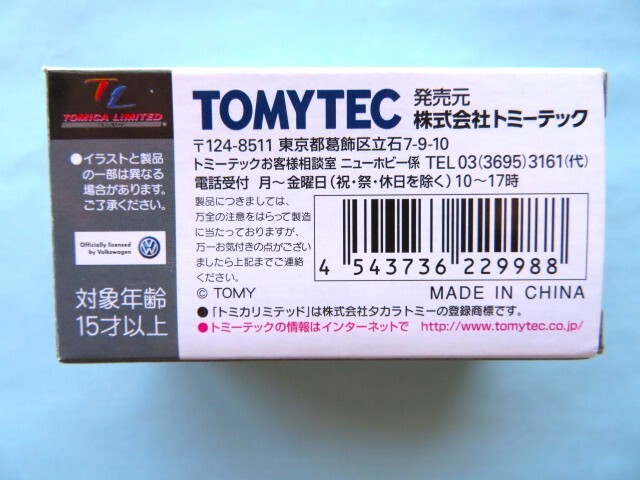 TL
TOMICA LIMITED
●イラストと製品
の一部は異なる
場合があります。
ご了承ください。
Officially licensed
by Volkswagen
対象年齢
15才以上
TOMYTEC
発売元
株式会社トミーテック
〒124-8511 東京都葛飾区立石7-9-10
トミーテックお客様相談室 ニューホビー係 TEL 03(3695)3161(代)
電話受付 月～金曜日(祝・祭・休日を除く)10～17時
製品につきましては、
万全の注意をはらって製造
に当たっておりますが、
万一お気付きの点がござい
ましたら上記までご連絡
ください。
4 543736 229988
© TOMY
MADE IN CHINA
●「トミカリミテッド」は株式会社タカラトミーの登録商標です。
●トミーテックの情報はインターネットで http://www.tomytec.co.jp/